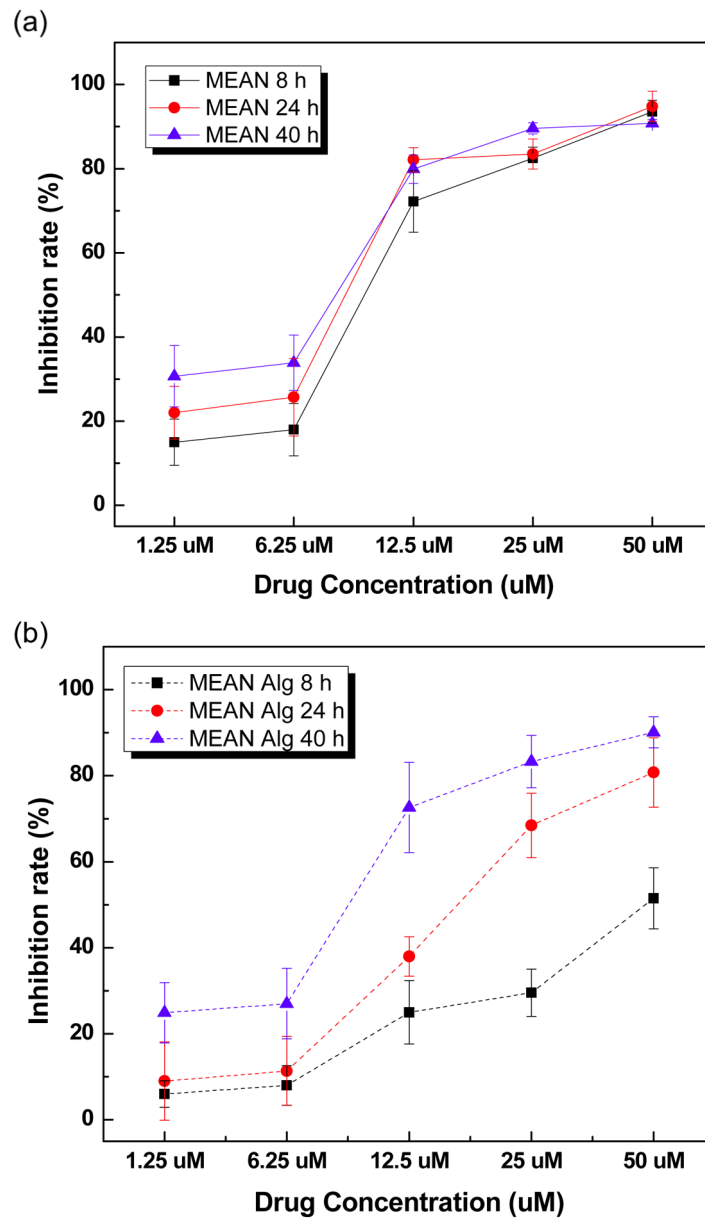 (a)
MEAN 8 h
MEAN 24 h
MEAN 40 h
100
80
60
40
20
0
Inhibition rate (%)
1.25 uM 6.25 uM 12.5 uM 25 uM 50 uM
Drug Concentration (uM)
(b)
MEAN Alg 8 h
MEAN Alg 24 h
MEAN Alg 40 h
100
80
60
40
20
0
Inhibition rate (%)
1.25 uM 6.25 uM 12.5 uM 25 uM 50 uM
Drug Concentration (uM)